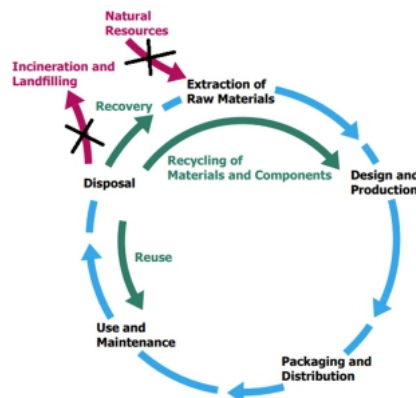 Natural
Resources
Incineration and
Landfilling
Extraction of
Raw Materials
Recovery
Recycling of
Materials and Components
Disposal
Design and
Production
Reuse
Use and
Maintenance
Packaging and
Distribution